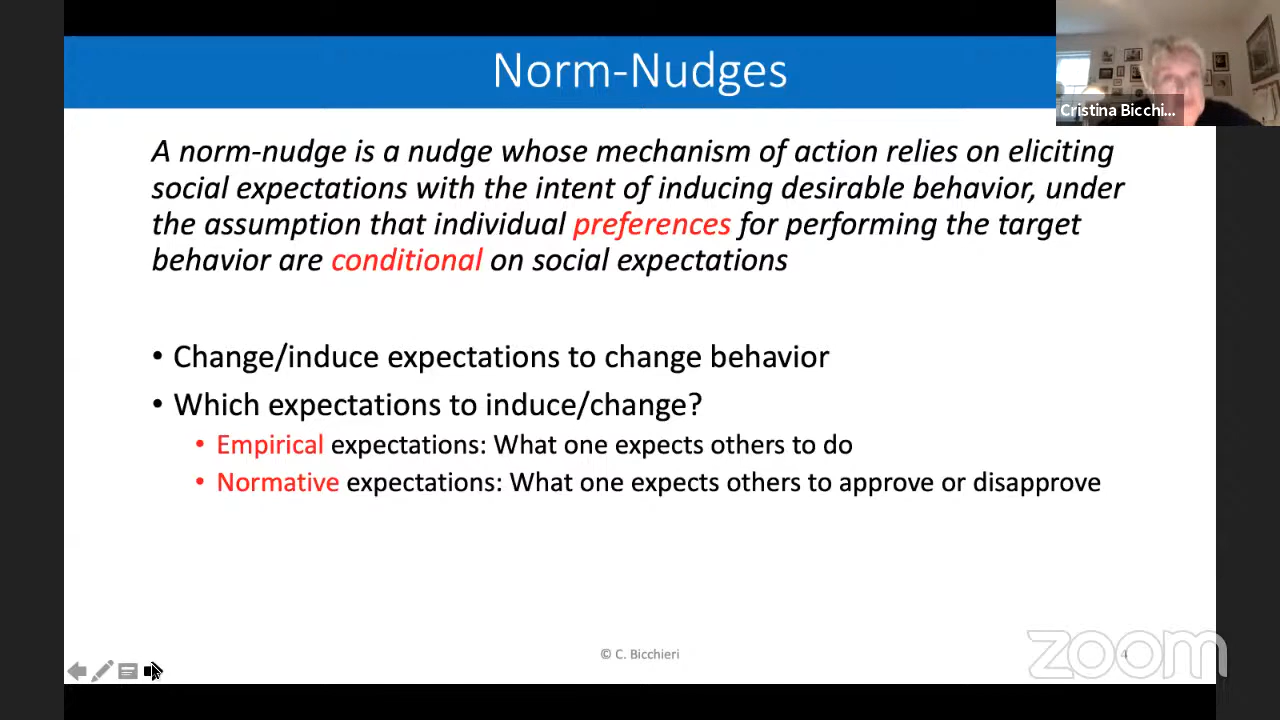 Norm-Nudges
Cristina Bicchi...
A norm-nudge is a nudge whose mechanism of action relies on eliciting
social expectations with the intent of inducing desirable behavior, under
the assumption that individual preferences for performing the target
behavior are conditional on social expectations
• Change/induce expectations to change behavior
• Which expectations to induce/change?
• Empirical expectations: What one expects others to do
• Normative expectations: What one expects others to approve or disapprove
© C. Bicchieri
4
zoom